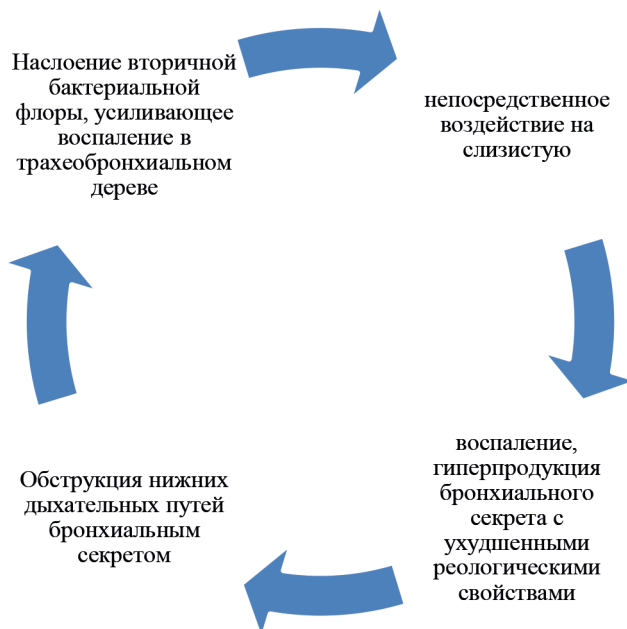 Наслоение вторичной
бактериальной
флоры, усиливающее
воспаление в
трахеобронхиальном
дереве
непосредственное
воздействие на
слизистую
воспаление,
гиперпродукция
бронхиального
секрета с
ухудшенными
реологическими
свойствами
Обструкция нижних
дыхательных путей
бронхиальным
секретом